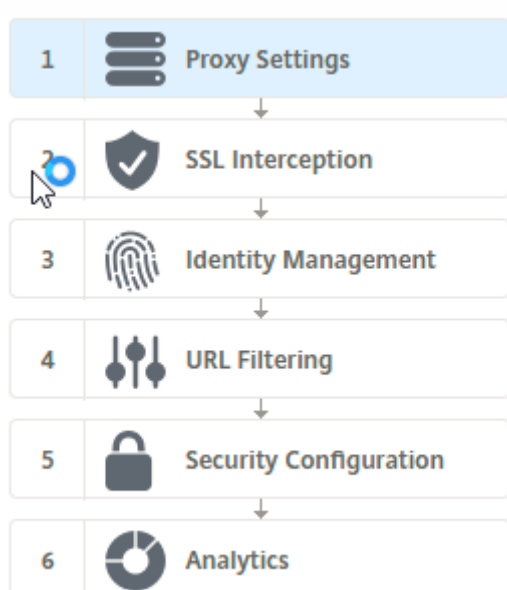 1 Proxy Settings
2 SSL Interception
3 Identity Management
4 URL Filtering
5 Security Configuration
6 Analytics